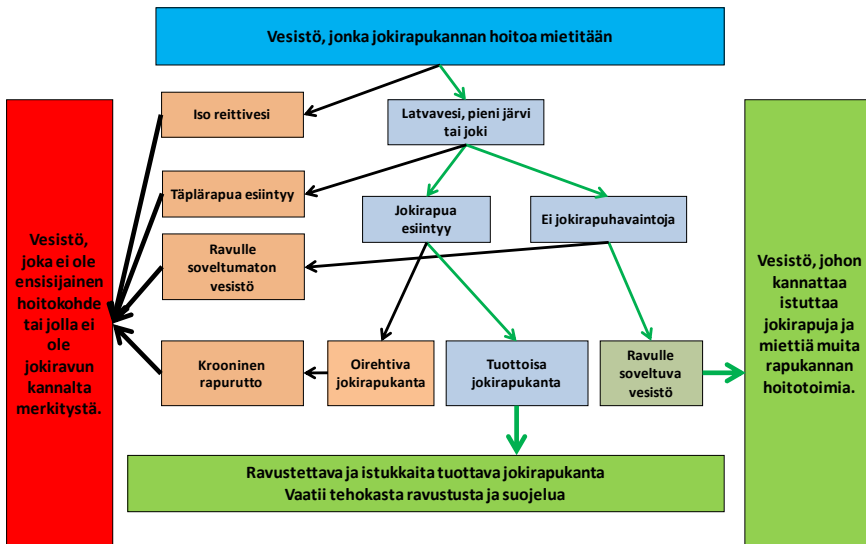 Vesistö, jonka jokirapukannan hoitoa mietitään
Iso reittivesi
Latvavesi, pieni järvi
tai joki
Täplärapua esiintyy
Jokirapua
esiintyy
Ei jokirapuhavaintoja
Ravulle
soveltumaton
vesistö
Vesistö,
joka ei ole
ensisijainen
hoitokohde
tai jolla ei
ole
jokiravun
kannalta
merkitystä.
Vesistö, johon
kannattaa
istuttaa
jokirapuja ja
miettiä muita
rapukannan
hoitotoimia.
Krooninen
rapurutto
Oirehtiva
jokirapukanta
Tuottoisa
jokirapukanta
Ravulle
soveltuva
vesistö
Ravustettava ja istukkaita tuottava jokirapukanta
Vaatii tehokasta ravustusta ja suojelua